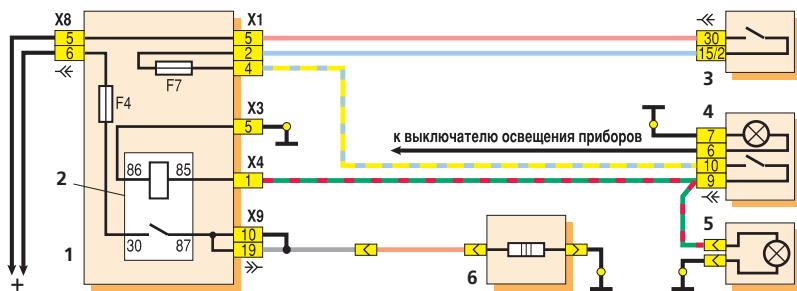 X8 X1
5 5 30
6 2 15/2
4 3
F7
F4 X3 4
5 7
к выключателю освещения приборов 6
X4 10
86 85 1 9
2
5
X9
30 87 10
1 19 6
+